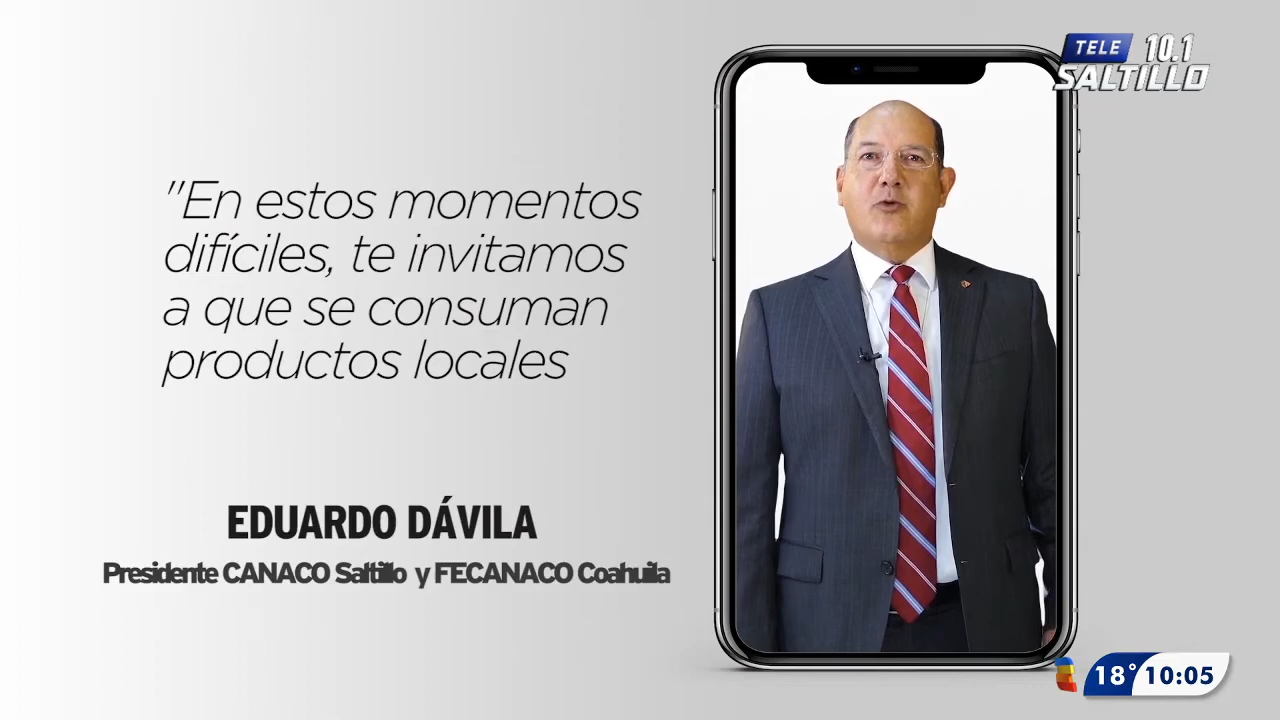 "En estos momentos
difíciles, te invitamos
a que se consuman
productos locales
EDUARDO DÁVILA
Presidente CANACO Saltillo y FECANACO Coahuila
TELE 10.1
SALTILLO
18° 10:05